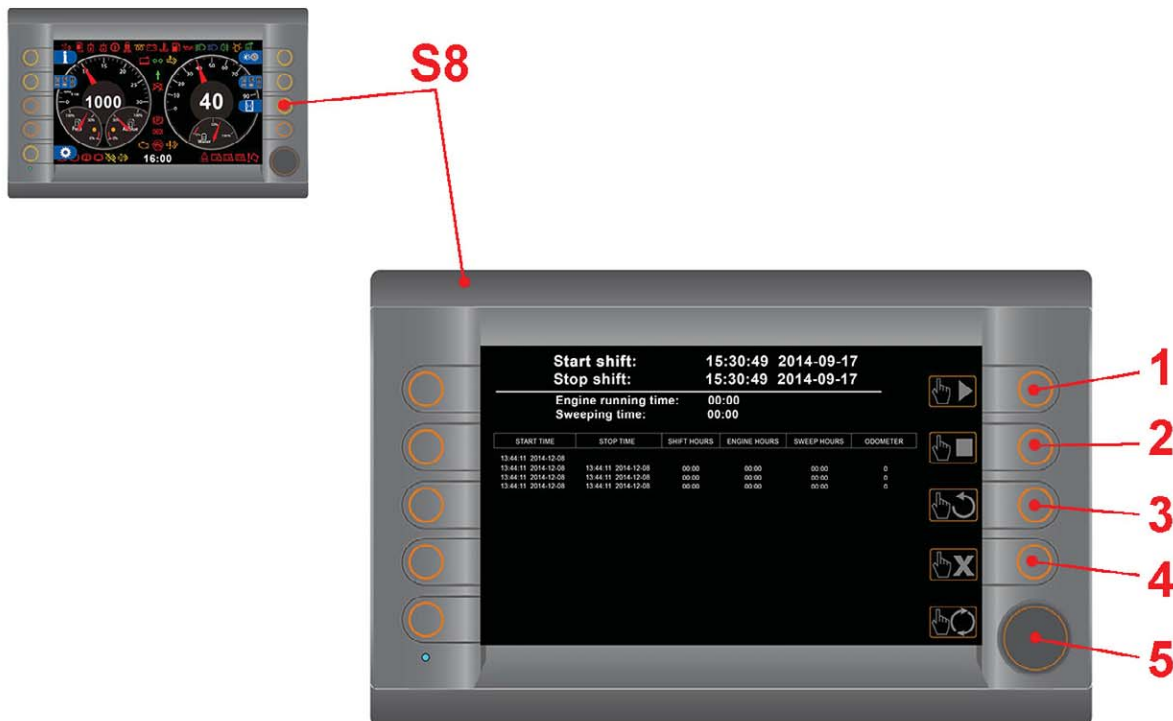 S8
1000
40
16:00
Start shift: 15:30:49 2014-09-17
Stop shift: 15:30:49 2014-09-17
Engine running time: 00:00
Sweeping time: 00:00
START TIME STOP TIME SHIFT HOURS ENGINE HOURS SWEEP HOURS ODOMETER
13:44:11 2014-12-08
13:44:11 2014-12-08 13:44:11 2014-12-08 00:00 00:00 00:00 0
13:44:11 2014-12-08 13:44:11 2014-12-08 00:00 00:00 00:00 0
13:44:11 2014-12-08 13:44:11 2014-12-08 00:00 00:00 00:00 0
X
1
2
3
4
5